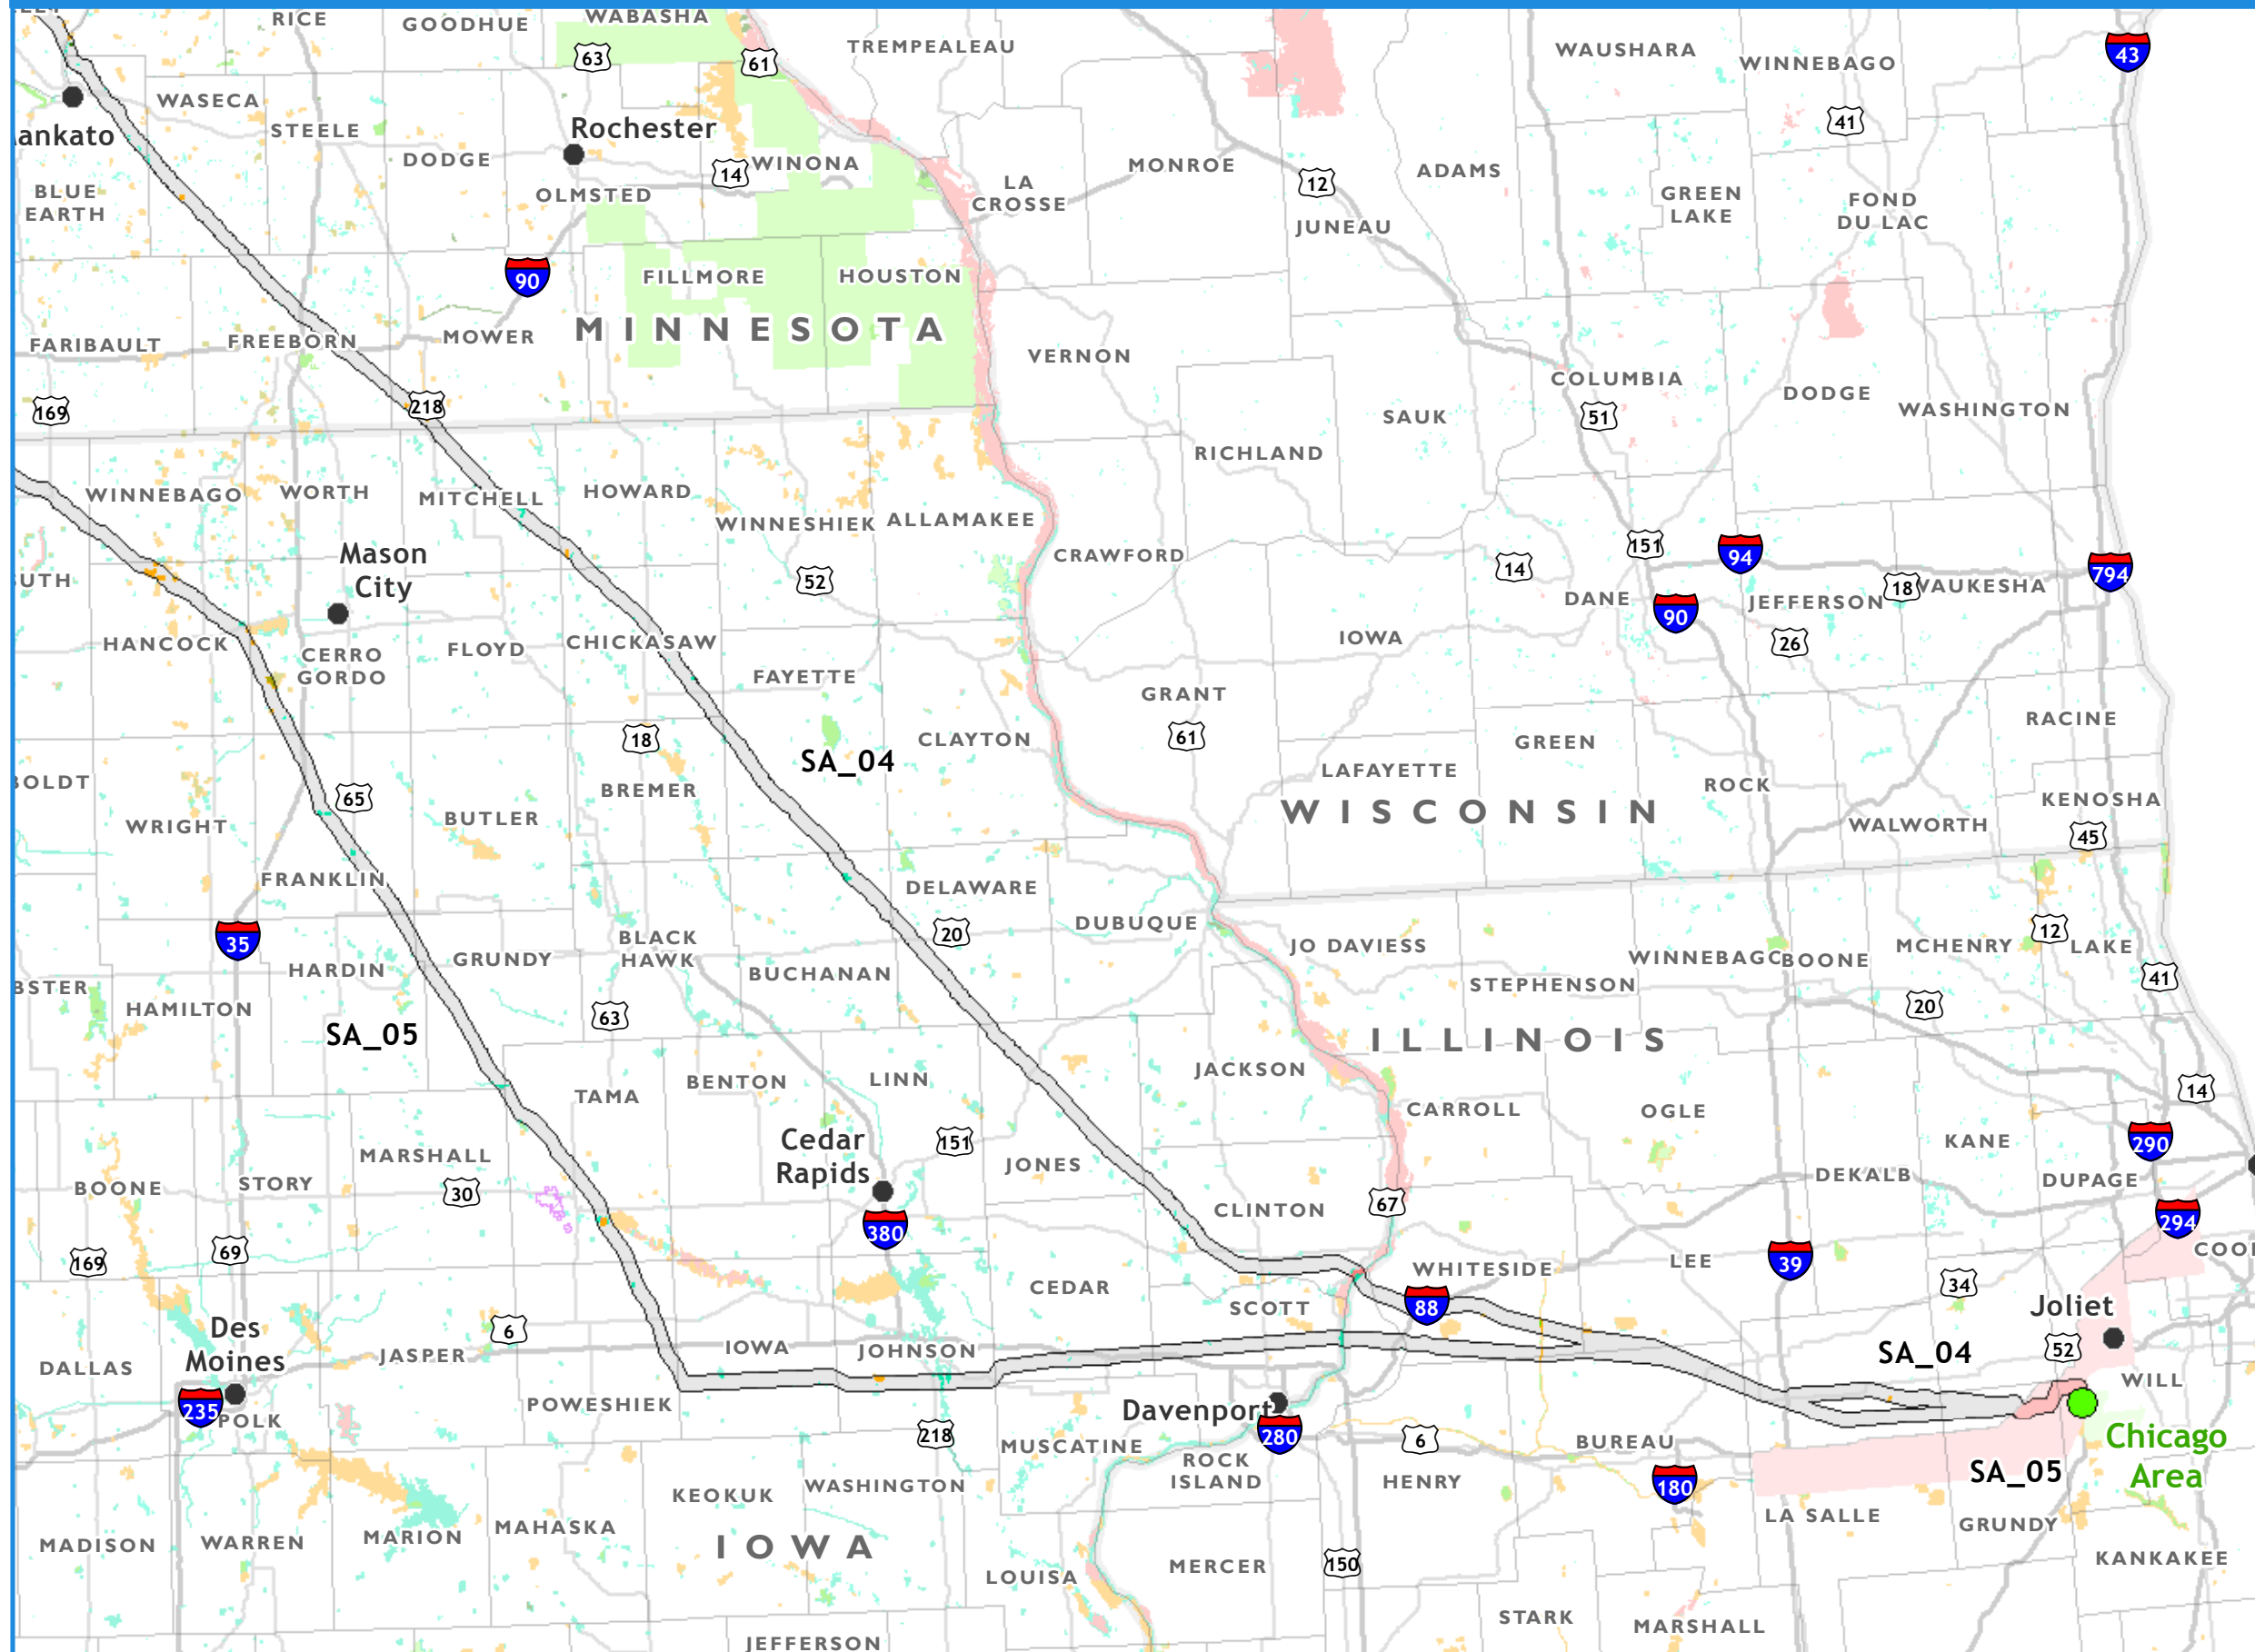 RICE
GOODHUE
WABASHA
TREMPEALEAU
WAUSHARA
WINNEBAGO
43
63
61
WASECA
STEELE
DODGE
Rochester
14
WINONA
OLMSTED
41
ankato
BLUE
EARTH
LA
CROSSE
MONROE
12
JUNEAU
ADAMS
GREEN
LAKE
FOND
DU LAC
90
FILLMORE
HOUSTON
MINNESOTA
FARIBAULT
FREEBORN
MOWER
VERNON
COLUMBIA
51
DODGE
WASHINGTON
169
218
SAUK
RICHLAND
WINNEBAGO
WORTH
MITCHELL
HOWARD
WINNESHIEK
ALLAMAKEE
CRAWFORD
Mason
City
52
14
151
94
794
UTH
DANE
90
JEFFERSON
18
WAUKESHA
26
HANCOCK
CERRO
GORDO
FLOYD
CHICKASAW
FAYETTE
IOWA
GRANT
61
RACINE
18
SA_04
CLAYTON
GREEN
LAFAYETTE
ROCK
KENOSHA
45
WALWORTH
WISCONSIN
BOLDT
65
BREMER
WRIGHT
BUTLER
FRANKLIN
DELAWARE
DUBUQUE
20
35
BLACK
HAWK
GRUNDY
HARDIN
BUCHANAN
JO DAVIESS
STEPHENSON
WINNEBAGO
BOONE
MCHENRY
12
LAKE
41
20
BSTER
HAMILTON
63
SA_05
ILLINOIS
JACKSON
TAMA
BENTON
LINN
CARROLL
OGLE
14
KANE
290
Cedar
Rapids
151
JONES
MARSHALL
30
BOONE
STORY
DEKALB
DUPAGE
67
CLINTON
380
294
169
69
COO
39
LEE
WHITESIDE
34
CEDAR
SCOTT
88
Joliet
52
Des
Moines
6
JASPER
IOWA
JOHNSON
DALLAS
SA_04
WILL
235
POLK
POWESHIEK
Davenport
280
218
MUSCATINE
ROCK
ISLAND
6
BUREAU
Chicago
Area
SA_05
180
HENRY
KEOKUK
WASHINGTON
LA SALLE
GRUNDY
MADISON
WARREN
MARION
MAHASKA
IOWA
LOUISA
MERCER
150
KANKAKEE
STARK
MARSHALL
JEFFERSON